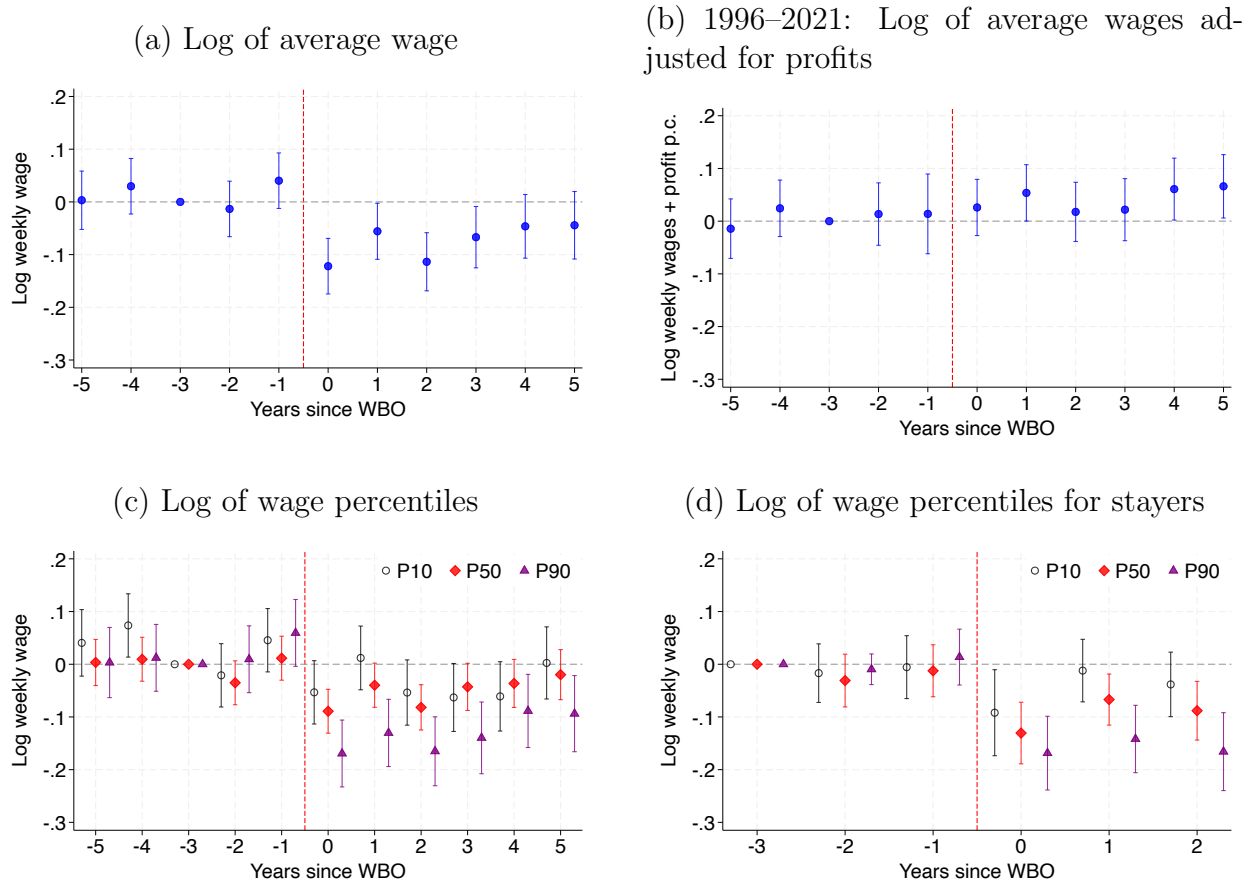 (a) Log of average wage
Log weekly wage
.2
.1
0
-.1
-.2
-.3
-5 -4 -3 -2 -1 0 1 2 3 4 5
Years since WBO
(b) 1996–2021: Log of average wages ad-
justed for profits
Log weekly wages + profit p.c.
.2
.1
0
-.1
-.2
-.3
-5 -4 -3 -2 -1 0 1 2 3 4 5
Years since WBO
(c) Log of wage percentiles
P10 P50 P90
Log weekly wage
.2
.1
0
-.1
-.2
-.3
-5 -4 -3 -2 -1 0 1 2 3 4 5
Years since WBO
(d) Log of wage percentiles for stayers
P10 P50 P90
Log weekly wage
.2
.1
0
-.1
-.2
-.3
-3 -2 -1 0 1 2
Years since WBO